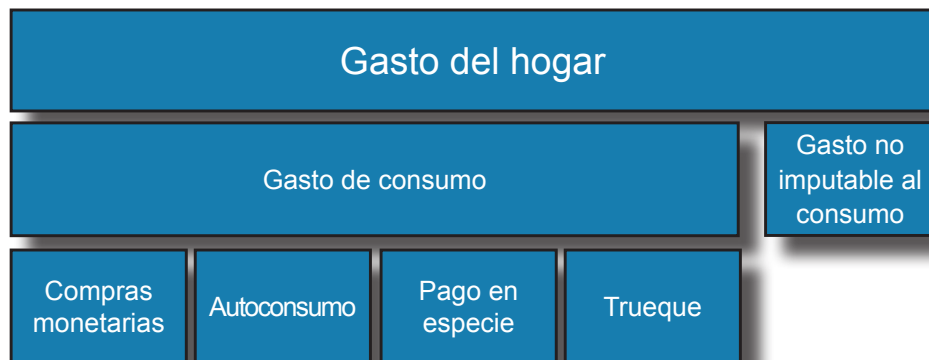 Gasto del hogar
Gasto de consumo
Gasto no
imputable al
consumo
Compras
monetarias
Autoconsumo
Pago en
especie
Trueque